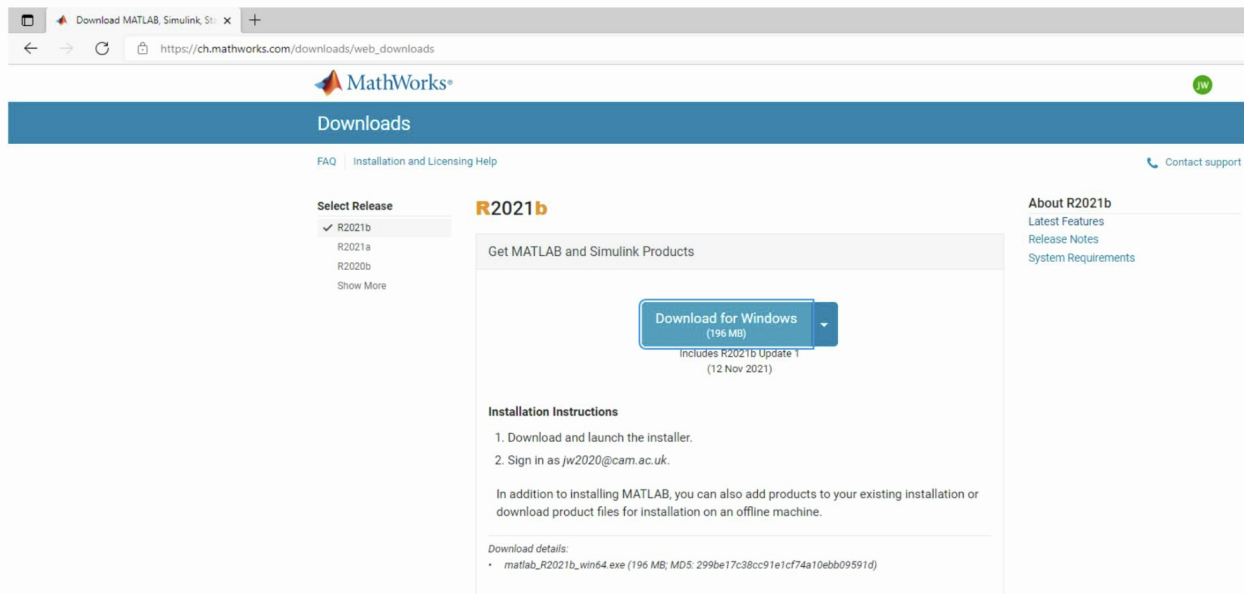 Download MATLAB, Simulink, Sta
https://ch.mathworks.com/downloads/web_downloads
MathWorks®
JW
Downloads
FAQ Installation and Licensing Help
Contact support
Select Release
R2021b
R2021a
R2020b
Show More
R2021b
Get MATLAB and Simulink Products
Download for Windows
(196 MB)
Includes R2021b Update 1
(12 Nov 2021)
Installation Instructions
1. Download and launch the installer.
2. Sign in as jw2020@cam.ac.uk.
In addition to installing MATLAB, you can also add products to your existing installation or
download product files for installation on an offline machine.
Download details:
• matlab_R2021b_win64.exe (196 MB; MD5: 299be17c38cc91e1cf74a10ebb09591d)
About R2021b
Latest Features
Release Notes
System Requirements